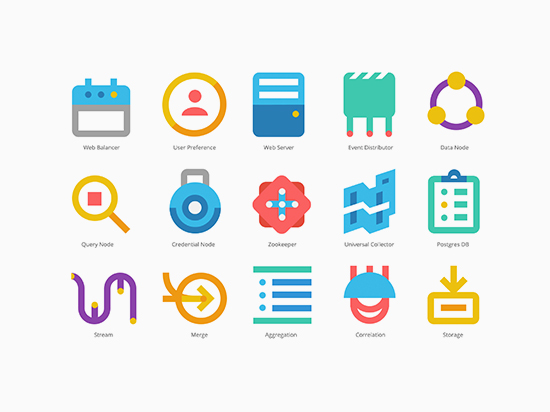 Web Balancer
User Preference
Web Server
Event Distributor
Data Node
Query Node
Credential Node
Zookeeper
Universal Collector
Postgres DB
Stream
Merge
Aggregation
Correlation
Storage